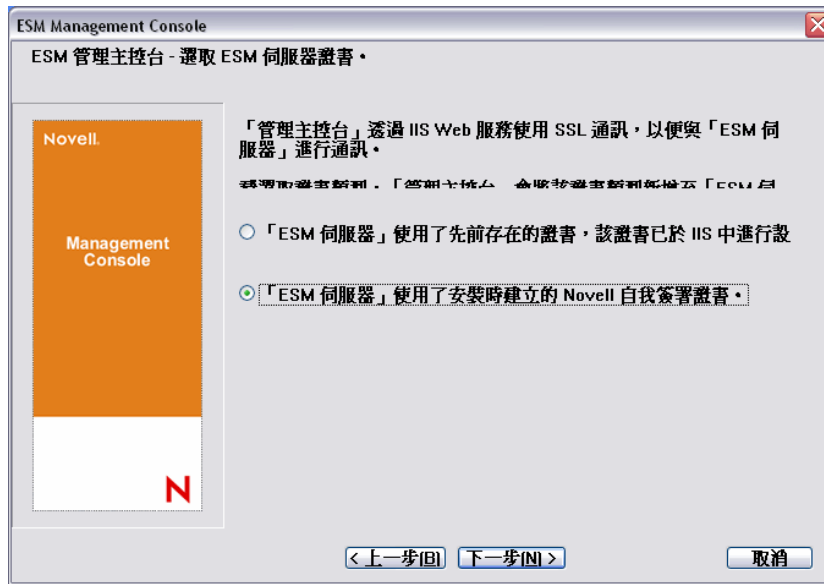 ESM Management Console
ESM 管理主控台 - 選取 ESM 伺服器證書。
Novell.
Management
Console
N
「管理主控台」透過 IIS Web 服務使用 SSL 通訊,以便與「ESM 伺
服器」進行通訊。
「ESM 伺服器」使用了先前存在的證書,該證書已於 IIS 中進行設
「ESM 伺服器」使用了安裝時建立的 Novell 自我簽署證書。
< 上一步(B)
下一步(N) >
取消